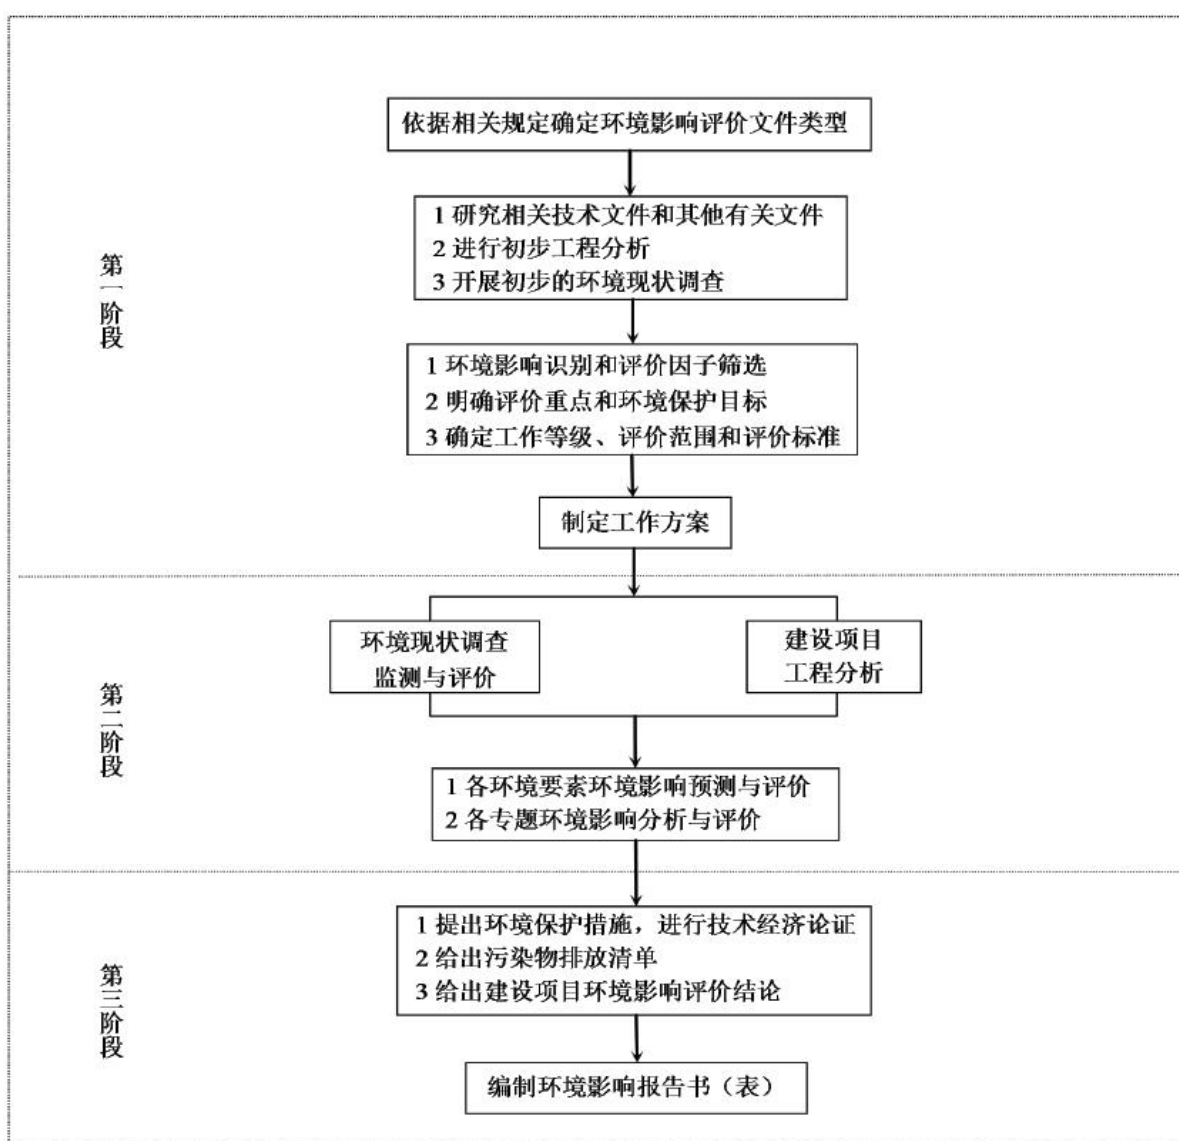 依据相关规定确定环境影响评价文件类型
1 研究相关技术文件和其他有关文件
2 进行初步工程分析
3 开展初步的环境现状调查
第一阶段
1 环境影响识别和评价因子筛选
2 明确评价重点和环境保护目标
3 确定工作等级、评价范围和评价标准
制定工作方案
环境现状调查
监测与评价
建设项目
工程分析
第二阶段
1 各环境要素环境影响预测与评价
2 各专题环境影响分析与评价
1 提出环境保护措施，进行技术经济论证
2 给出污染物排放清单
3 给出建设项目环境影响评价结论
第三阶段
编制环境影响报告书（表）